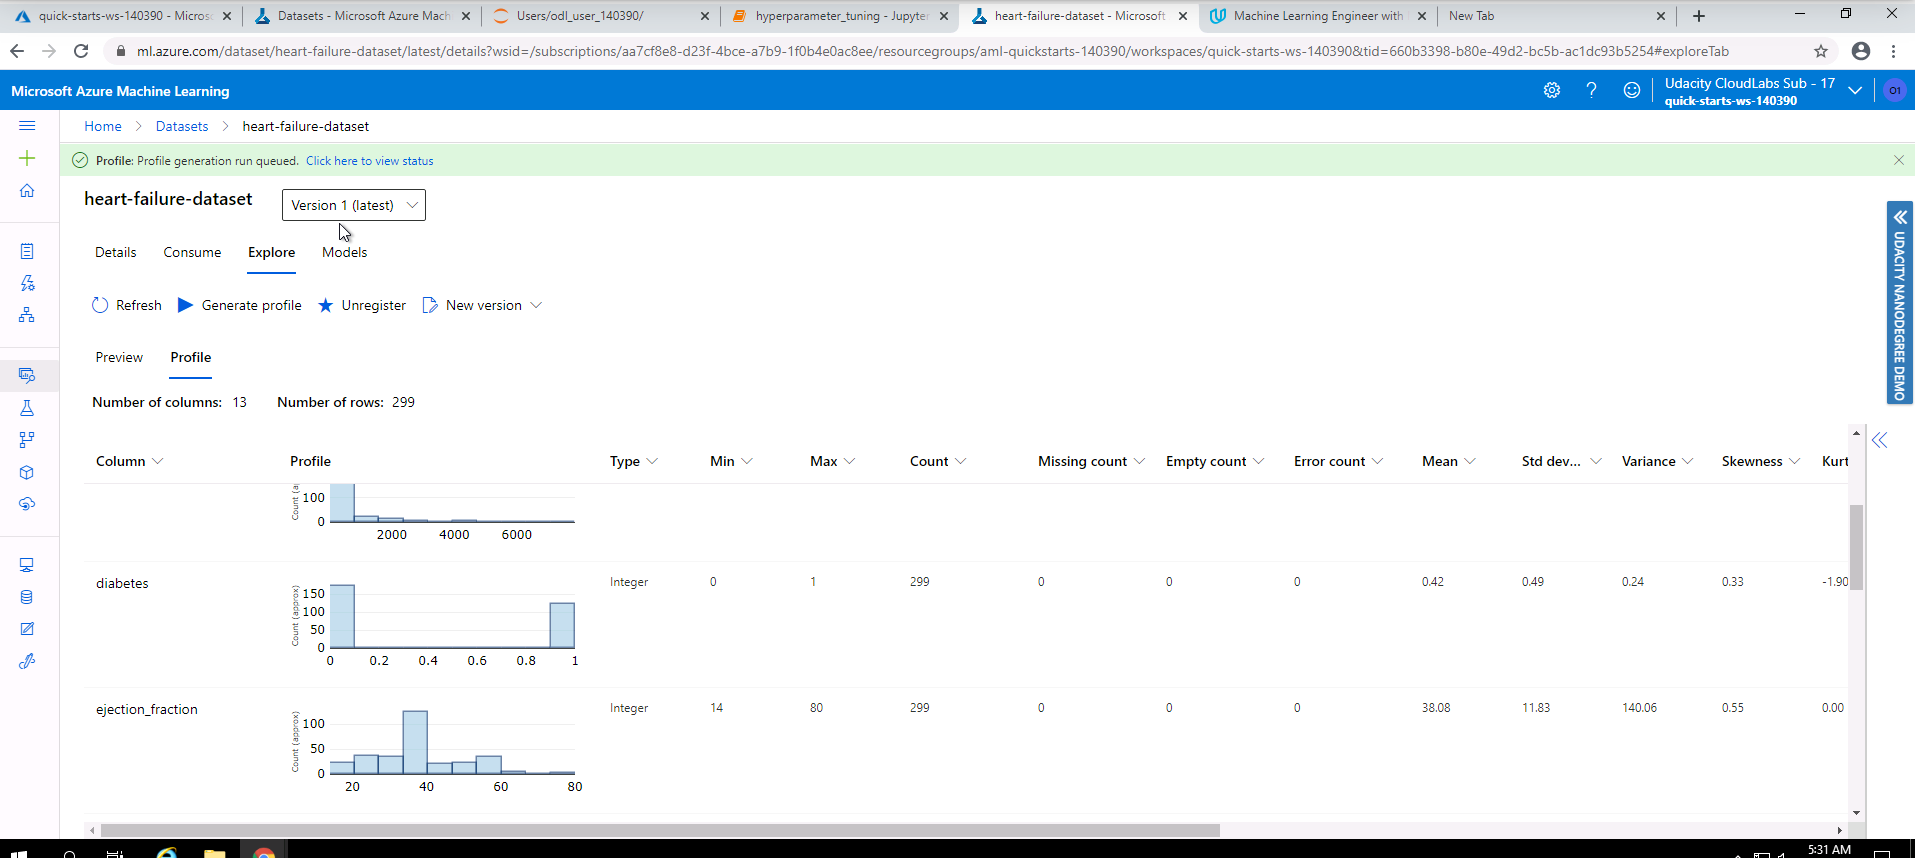 quick-starts-ws-140390 - Microso
Datasets - Microsoft Azure Mach
Users/odl_user_140390/
hyperparameter_tuning - Jupyter
heart-failure-dataset - Microsoft
Machine Learning Engineer with
New Tab
ml.azure.com/dataset/heart-failure-dataset/latest/details?wsid=/subscriptions/aa7cf8e8-d23f-4bce-a7b9-1f0b4e0ac8ee/resourcegroups/aml-quickstarts-140390/workspaces/quick-starts-ws-140390&tid=660b3398-b80e-49d2-bc5b-ac1dc93b5254#exploreTab
Microsoft Azure Machine Learning
Udacity CloudLabs Sub - 17
quick-starts-ws-140390
O1
Home Datasets heart-failure-dataset
Profile: Profile generation run queued. Click here to view status
heart-failure-dataset
Version 1 (latest)
Details Consume Explore Models
Refresh Generate profile Unregister New version
UDACITY NANODEGREE DEMO
Preview Profile
Number of columns: 13 Number of rows: 299
Column Profile Type Min Max Count Missing count Empty count Error count Mean Std dev... Variance Skewness Kurt
Count (a
100
0
2000 4000 6000
diabetes Integer 0 1 299 0 0 0 0.42 0.49 0.24 0.33 -1.90
Count (approx)
150
100
50
0
0 0.2 0.4 0.6 0.8 1
ejection_fraction Integer 14 80 299 0 0 0 38.08 11.83 140.06 0.55 0.00
Count (approx)
100
50
0
20 40 60 80
5:31 AM